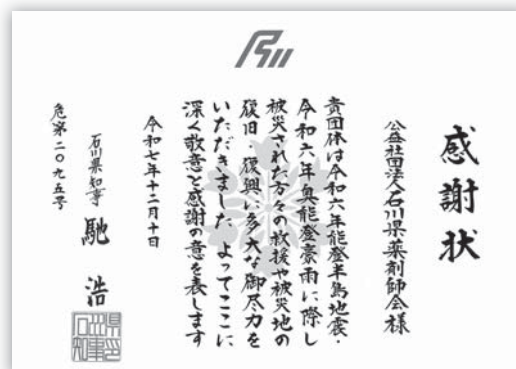 感謝状
公益社団法人石川県薬剤師会様
貴団体は令和六年能登半島地震・
令和六年奥能登豪雨に際し
被災された方々の救援や被災地の
復旧・復興に多大な御尽力を
いただきました よってここに
深く敬意と感謝の意を表します
令和七年十二月十日
石川県知事 馳 浩
危第二〇九五号
石川県知事印